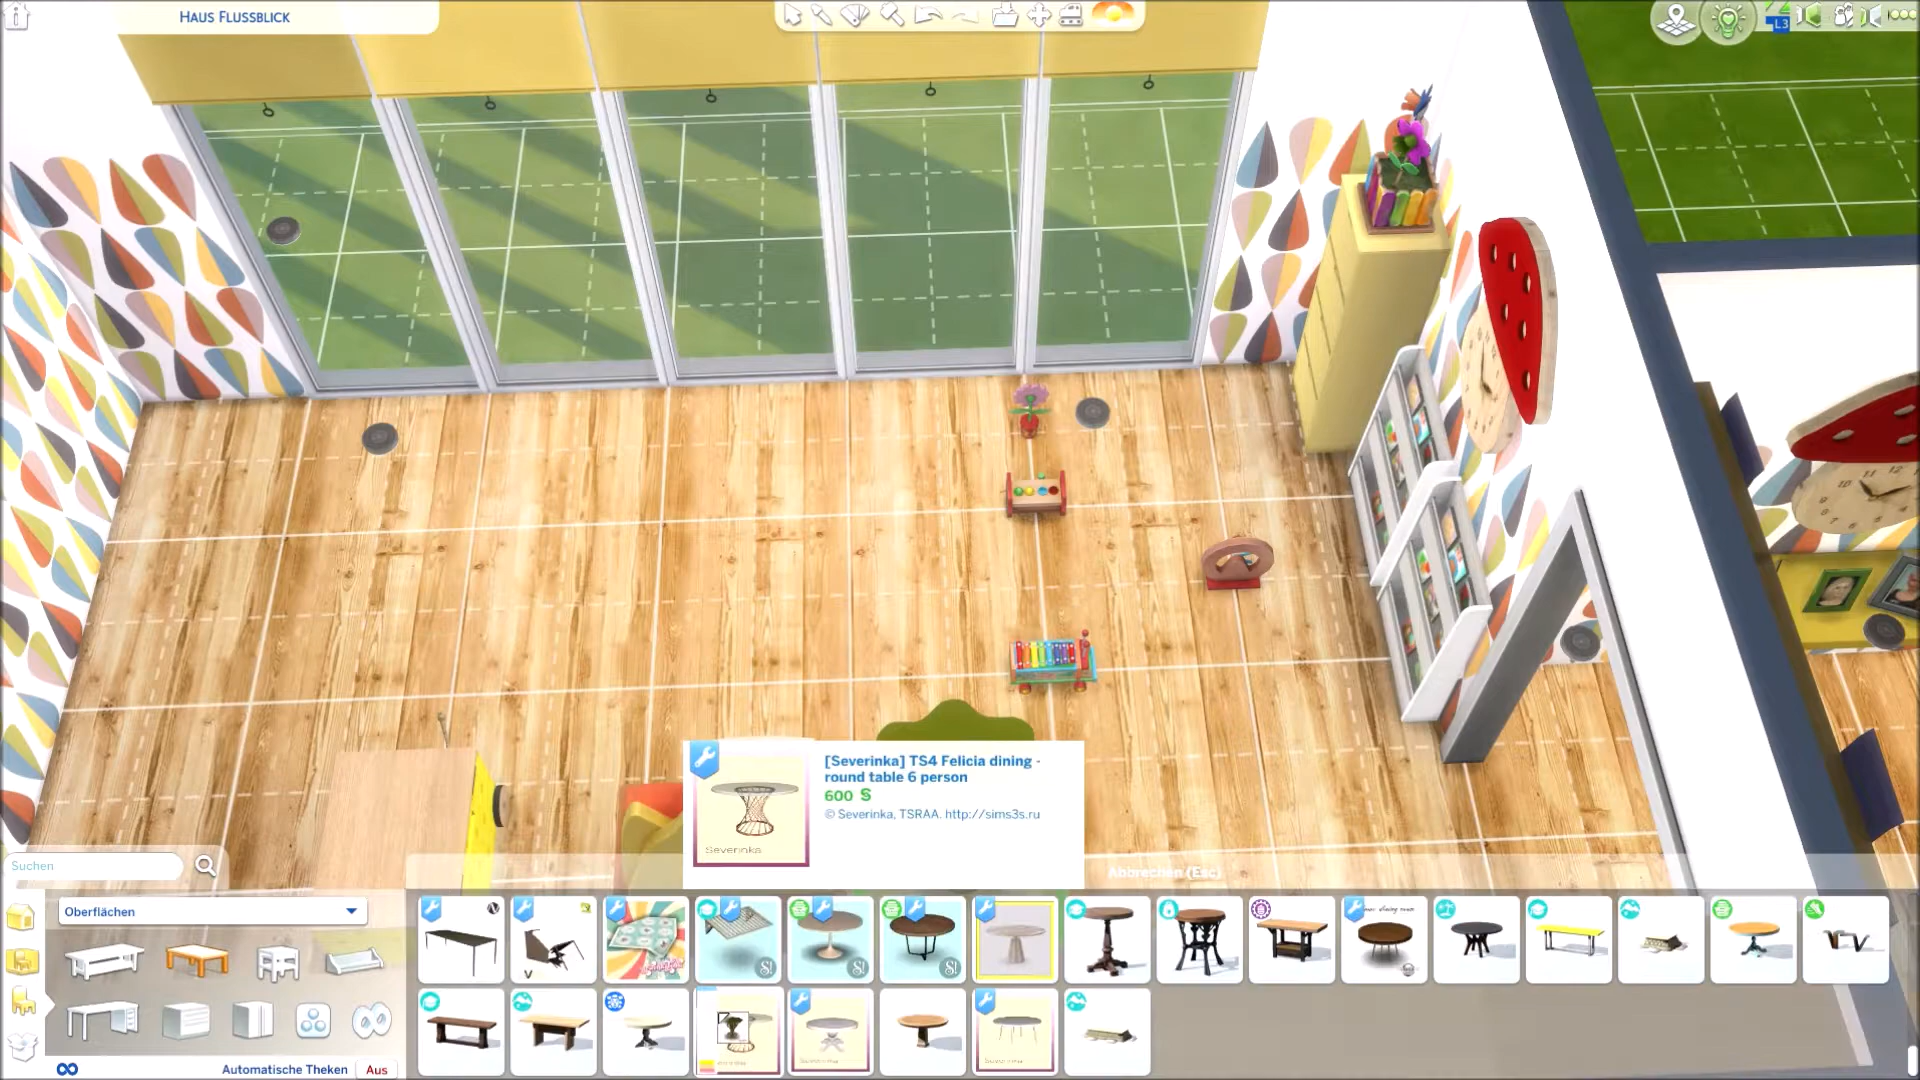 HAUS FLUSSBLICK
L3
[Severinka] TS4 Felicia dining -
round table 6 person
600 $
© Severinka, TSRAA. http://sims3s.ru
Severinka
Suchen
Abbrechen (Esc)
Oberflächen
Automatische Theken
Aus